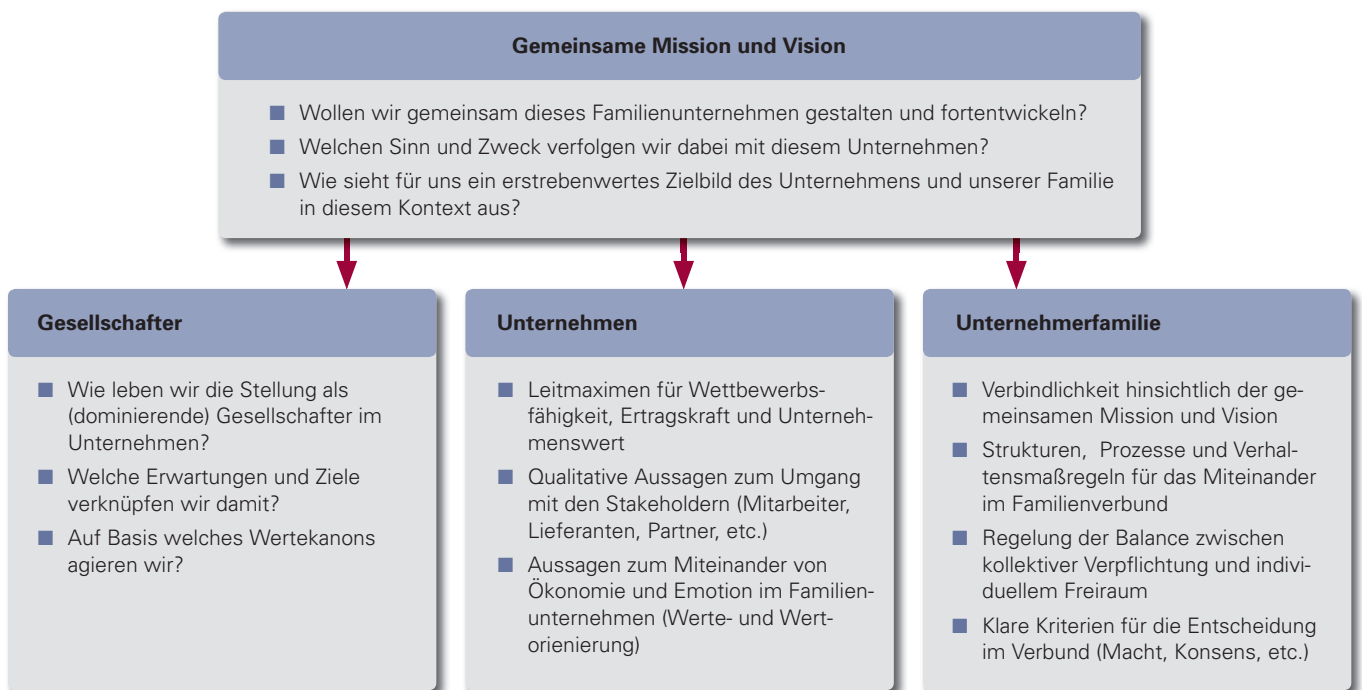 Gemeinsame Mission und Vision
■ Wollen wir gemeinsam dieses Familienunternehmen gestalten und fortentwickeln?
■ Welchen Sinn und Zweck verfolgen wir dabei mit diesem Unternehmen?
■ Wie sieht für uns ein erstrebenwertes Zielbild des Unternehmens und unserer Familie
in diesem Kontext aus?
Gesellschafter
■ Wie leben wir die Stellung als
(dominierende) Gesellschafter im
Unternehmen?
■ Welche Erwartungen und Ziele
verknüpfen wir damit?
■ Auf Basis welches Wertekanons
agieren wir?
Unternehmen
■ Leitmaximen für Wettbewerbs-
fähigkeit, Ertragskraft und Unterneh-
menswert
■ Qualitative Aussagen zum Umgang
mit den Stakeholdern (Mitarbeiter,
Lieferanten, Partner, etc.)
■ Aussagen zum Miteinander von
Ökonomie und Emotion im Familien-
unternehmen (Werte- und Wert-
orienierung)
Unternehmerfamilie
■ Verbindlichkeit hinsichtlich der ge-
meinsamen Mission und Vision
■ Strukturen, Prozesse und Verhal-
tensmaßregeln für das Miteinander
im Familienverbund
■ Regelung der Balance zwischen
kollektiver Verpflichtung und indivi-
duellem Freiraum
■ Klare Kriterien für die Entscheidung
im Verbund (Macht, Konsens, etc.)